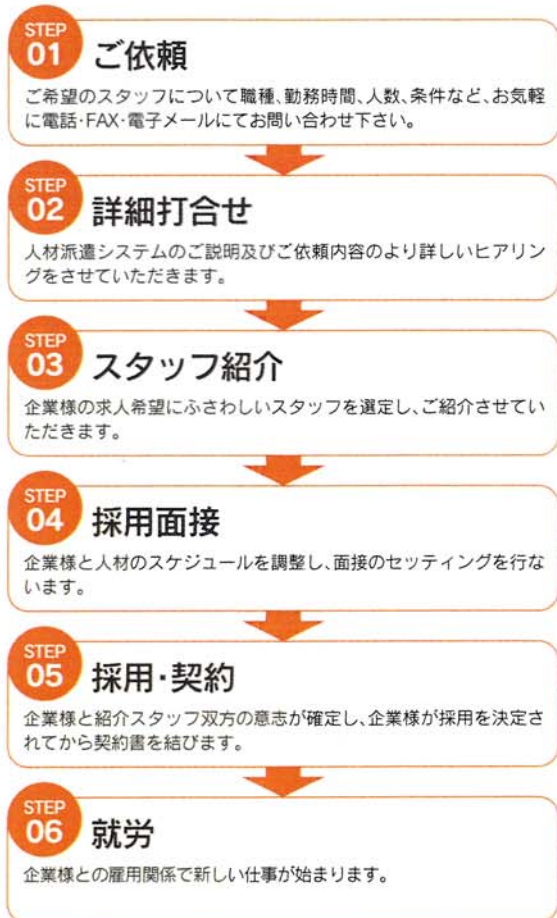 STEP
01 ご依頼
ご希望のスタッフについて職種、勤務時間、人数、条件など、お気軽
に電話・FAX・電子メールにてお問い合わせ下さい。
STEP
02 詳細打合せ
人材派遣システムのご説明及びご依頼内容のより詳しいヒアリン
グをさせていただきます。
STEP
03 スタッフ紹介
企業様の求人希望にふさわしいスタッフを選定し、ご紹介させてい
ただきます。
STEP
04 採用面接
企業様と人材のスケジュールを調整し、面接のセッティングを行な
います。
STEP
05 採用・契約
企業様と紹介スタッフ双方の意志が確定し、企業様が採用を決定さ
れてから契約書を結びます。
STEP
06 就労
企業様との雇用関係で新しい仕事が始まります。